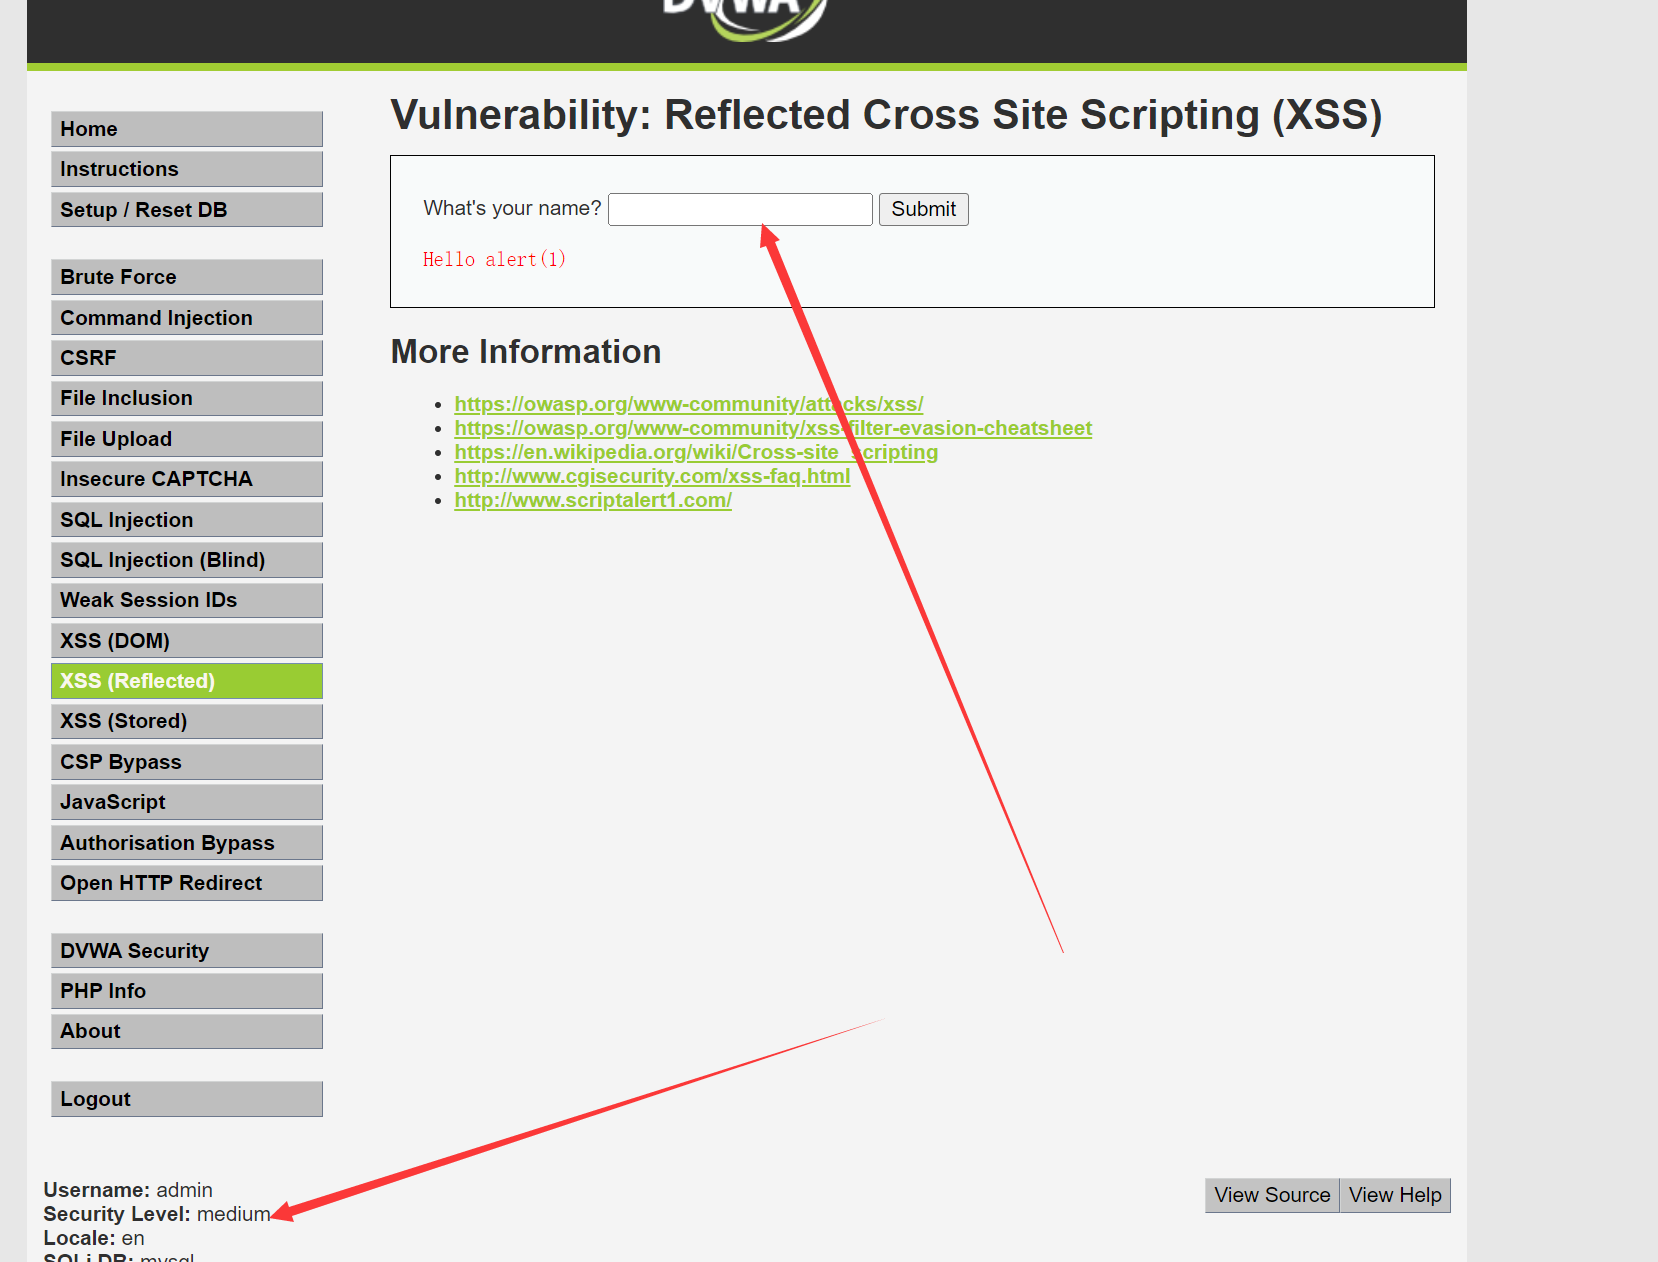 DVWA
Vulnerability: Reflected Cross Site Scripting (XSS)
Home
Instructions
Setup / Reset DB
Brute Force
Command Injection
CSRF
File Inclusion
File Upload
Insecure CAPTCHA
SQL Injection
SQL Injection (Blind)
Weak Session IDs
XSS (DOM)
XSS (Reflected)
XSS (Stored)
CSP Bypass
JavaScript
Authorisation Bypass
Open HTTP Redirect
DVWA Security
PHP Info
About
Logout
What's your name? Submit
Hello alert(1)
More Information
https://owasp.org/www-community/attacks/xss/
https://owasp.org/www-community/xss-filter-evasion-cheatsheet
https://en.wikipedia.org/wiki/Cross-site_scripting
http://www.cgisecurity.com/xss-faq.html
http://www.scriptalert1.com/
Username: admin
Security Level: medium
Locale: en
SQLi DB: mysql
View Source View Help